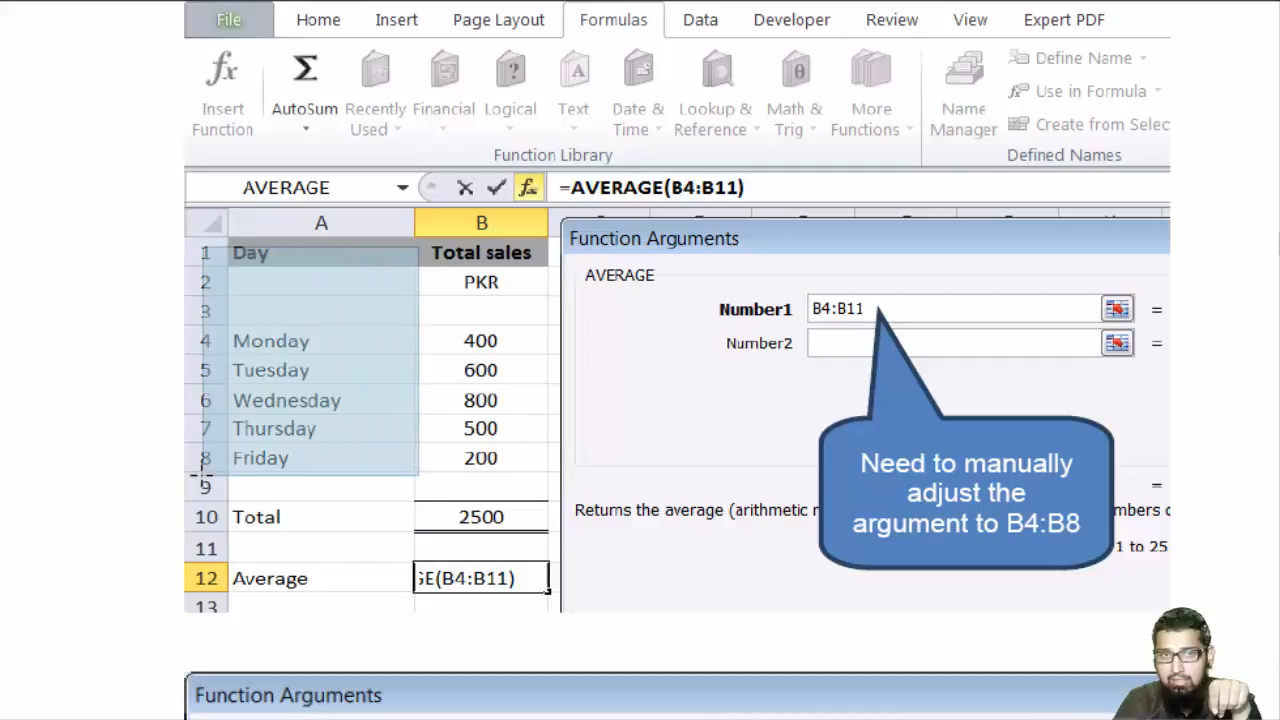 File Home Insert Page Layout Formulas Data Developer Review View Expert PDF
fx Σ ? A θ Define Name
Insert AutoSum Recently Financial Logical Text Date & Lookup & Math & More Name Use in Formula
Function Used Time Reference Trig Functions Manager Create from Selec
Function Library Defined Names
AVERAGE fx =AVERAGE(B4:B11)
A B
1 Day Total sales
2 PKR
3
4 Monday 400
5 Tuesday 600
6 Wednesday 800
7 Thursday 500
8 Friday 200
9
10 Total 2500
11
12 Average GE(B4:B11)
13
Function Arguments
AVERAGE
Number1 B4:B11 =
Number2 =
=
Returns the average (arithmetic
1 to 25
Need to manually
adjust the
argument to B4:B8
Function Arguments